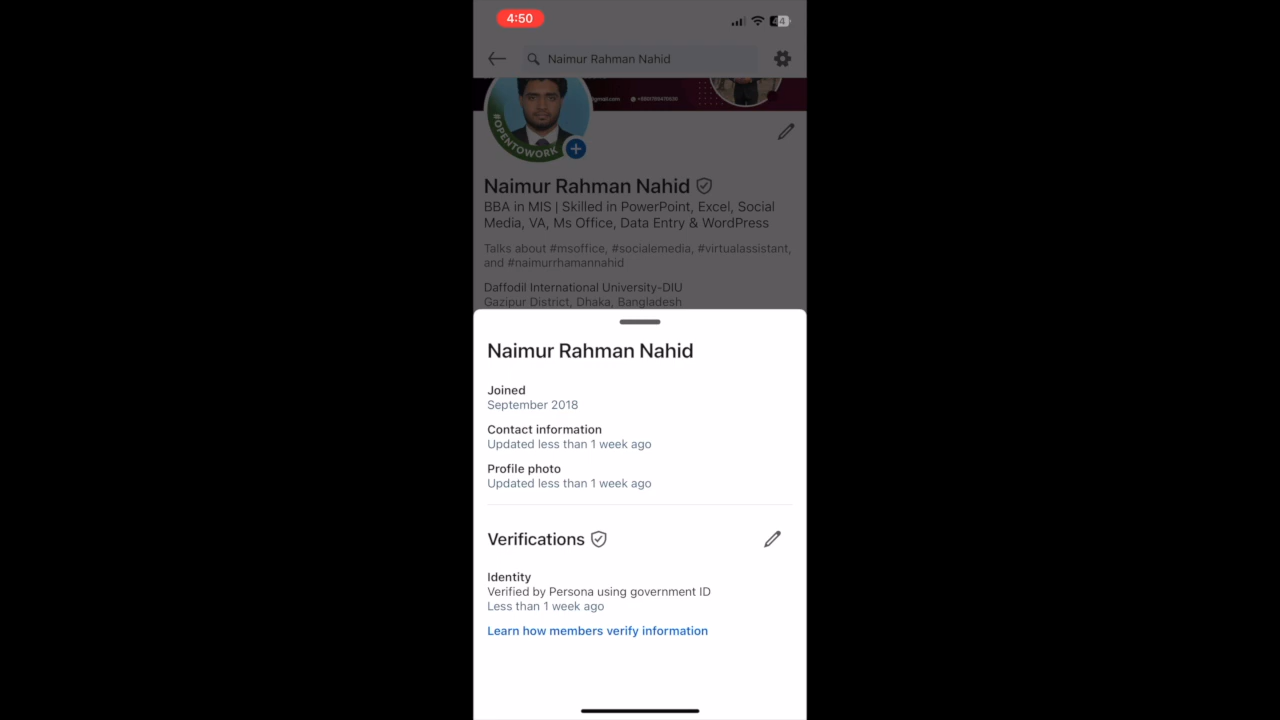 4:50
Naimur Rahman Nahid
#OPENTOWORK
Naimur Rahman Nahid
BBA in MIS | Skilled in PowerPoint, Excel, Social
Media, VA, Ms Office, Data Entry & WordPress
Talks about #msoffice, #socialemedia, #virtualassistant,
and #naimurrhamannahid
Daffodil International University-DIU
Gazipur District, Dhaka, Bangladesh
Naimur Rahman Nahid
Joined
September 2018
Contact information
Updated less than 1 week ago
Profile photo
Updated less than 1 week ago
Verifications
Identity
Verified by Persona using government ID
Less than 1 week ago
Learn how members verify information